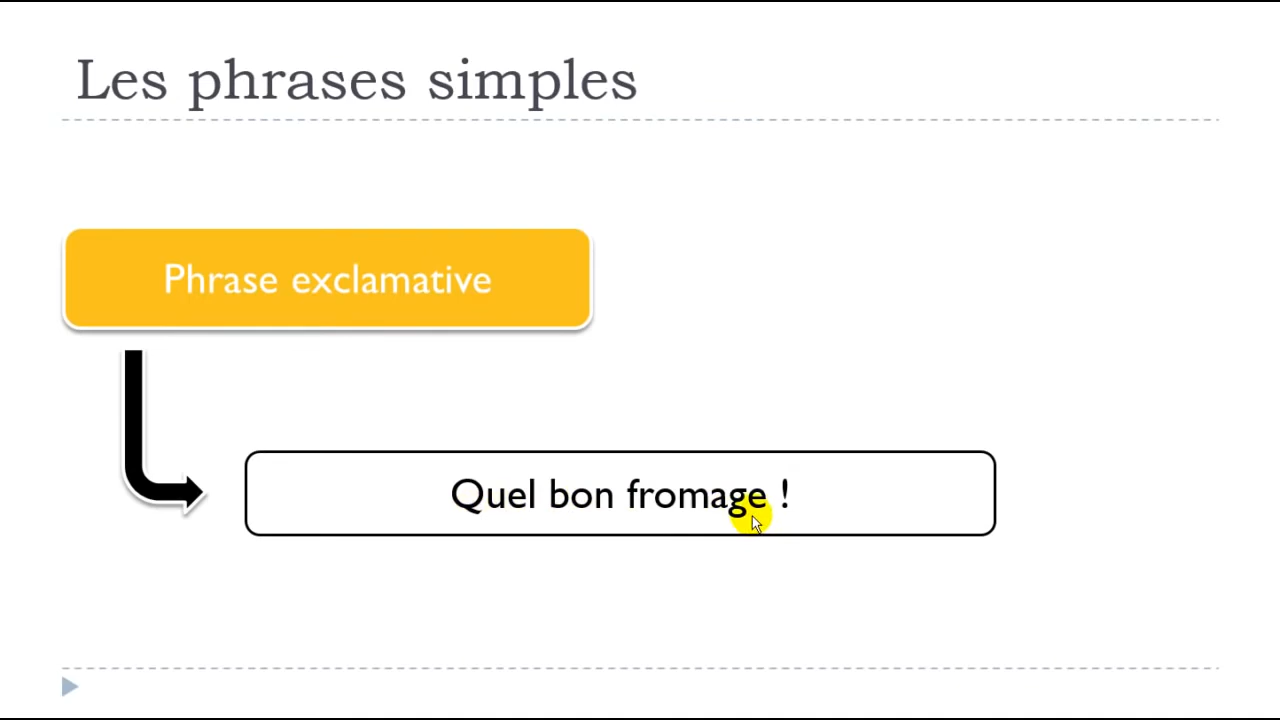 Les phrases simples
Phrase exclamative
Quel bon fromage !